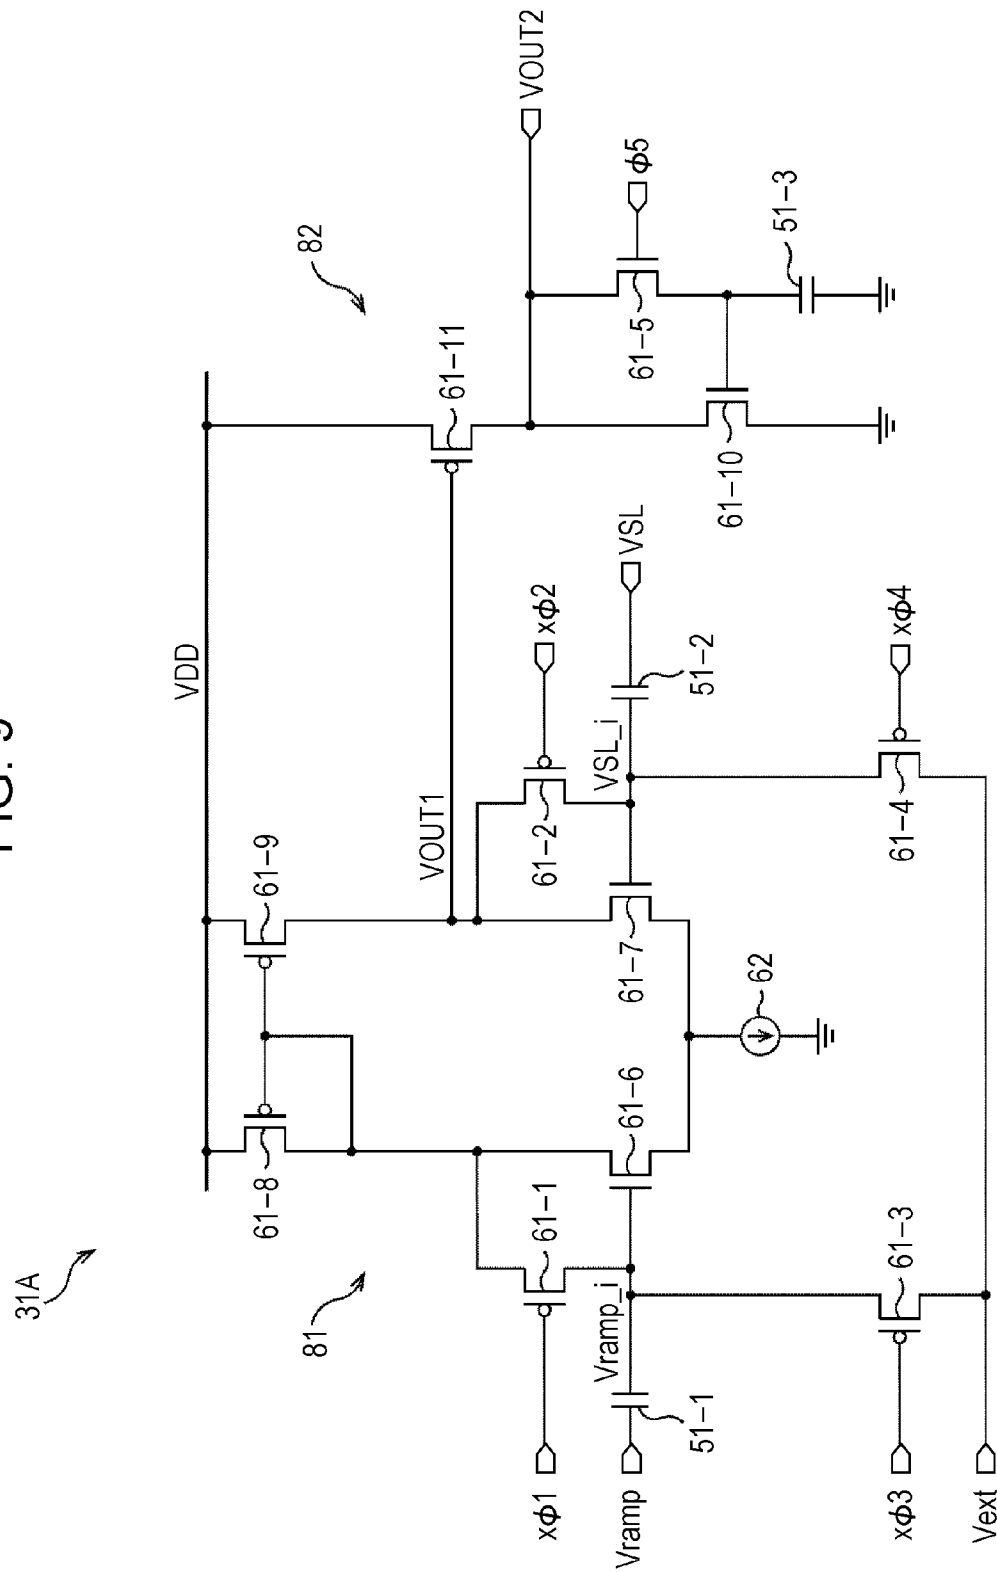 31A
VDD
61-8
61-9
81
82
VOUT1
61-11
VOUT2
xϕ1
61-1
61-2
xϕ2
61-5
ϕ5
Vramp
51-1
Vramp_i
61-6
61-7
VSL_i
51-2
VSL
61-10
51-3
62
xϕ3
61-3
61-4
xϕ4
Vext